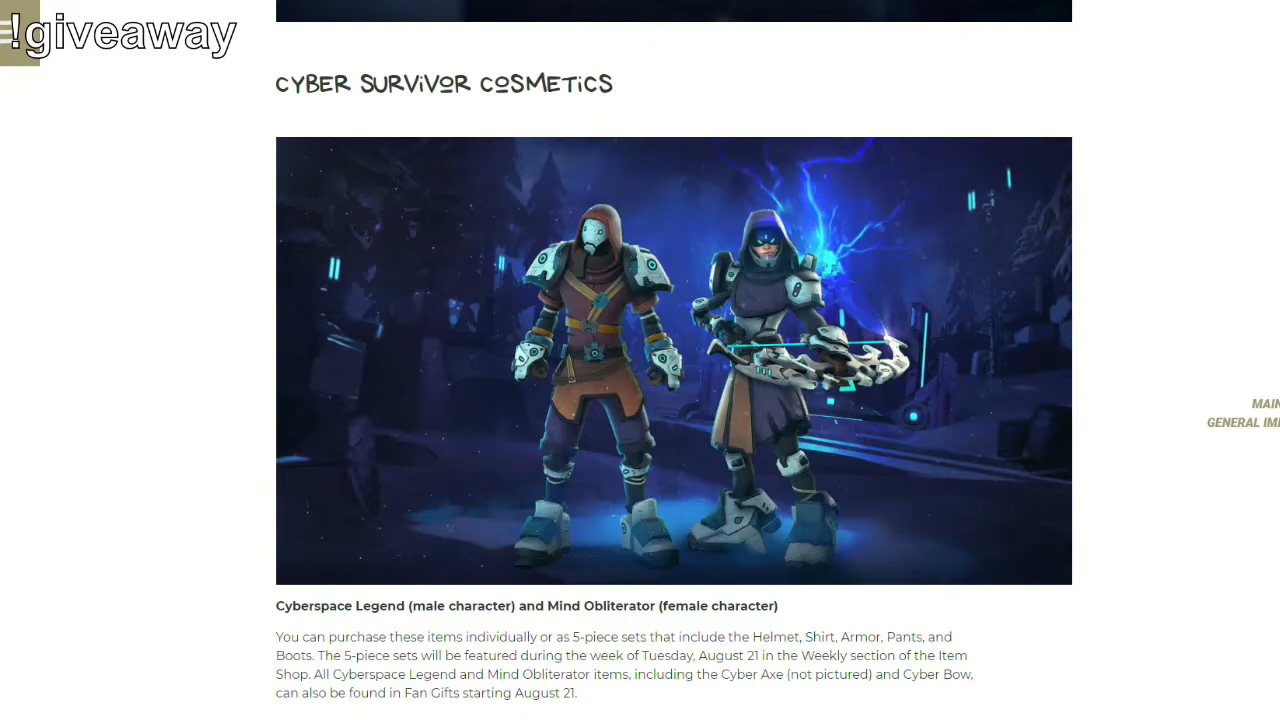 !giveaway
CYBER SURVIVOR COSMETICS
MAIN
GENERAL IM
Cyberspace Legend (male character) and Mind Obliterator (female character)
You can purchase these items individually or as 5-piece sets that include the Helmet, Shirt, Armor, Pants, and
Boots. The 5-piece sets will be featured during the week of Tuesday, August 21 in the Weekly section of the Item
Shop. All Cyberspace Legend and Mind Obliterator items, including the Cyber Axe (not pictured) and Cyber Bow,
can also be found in Fan Gifts starting August 21.